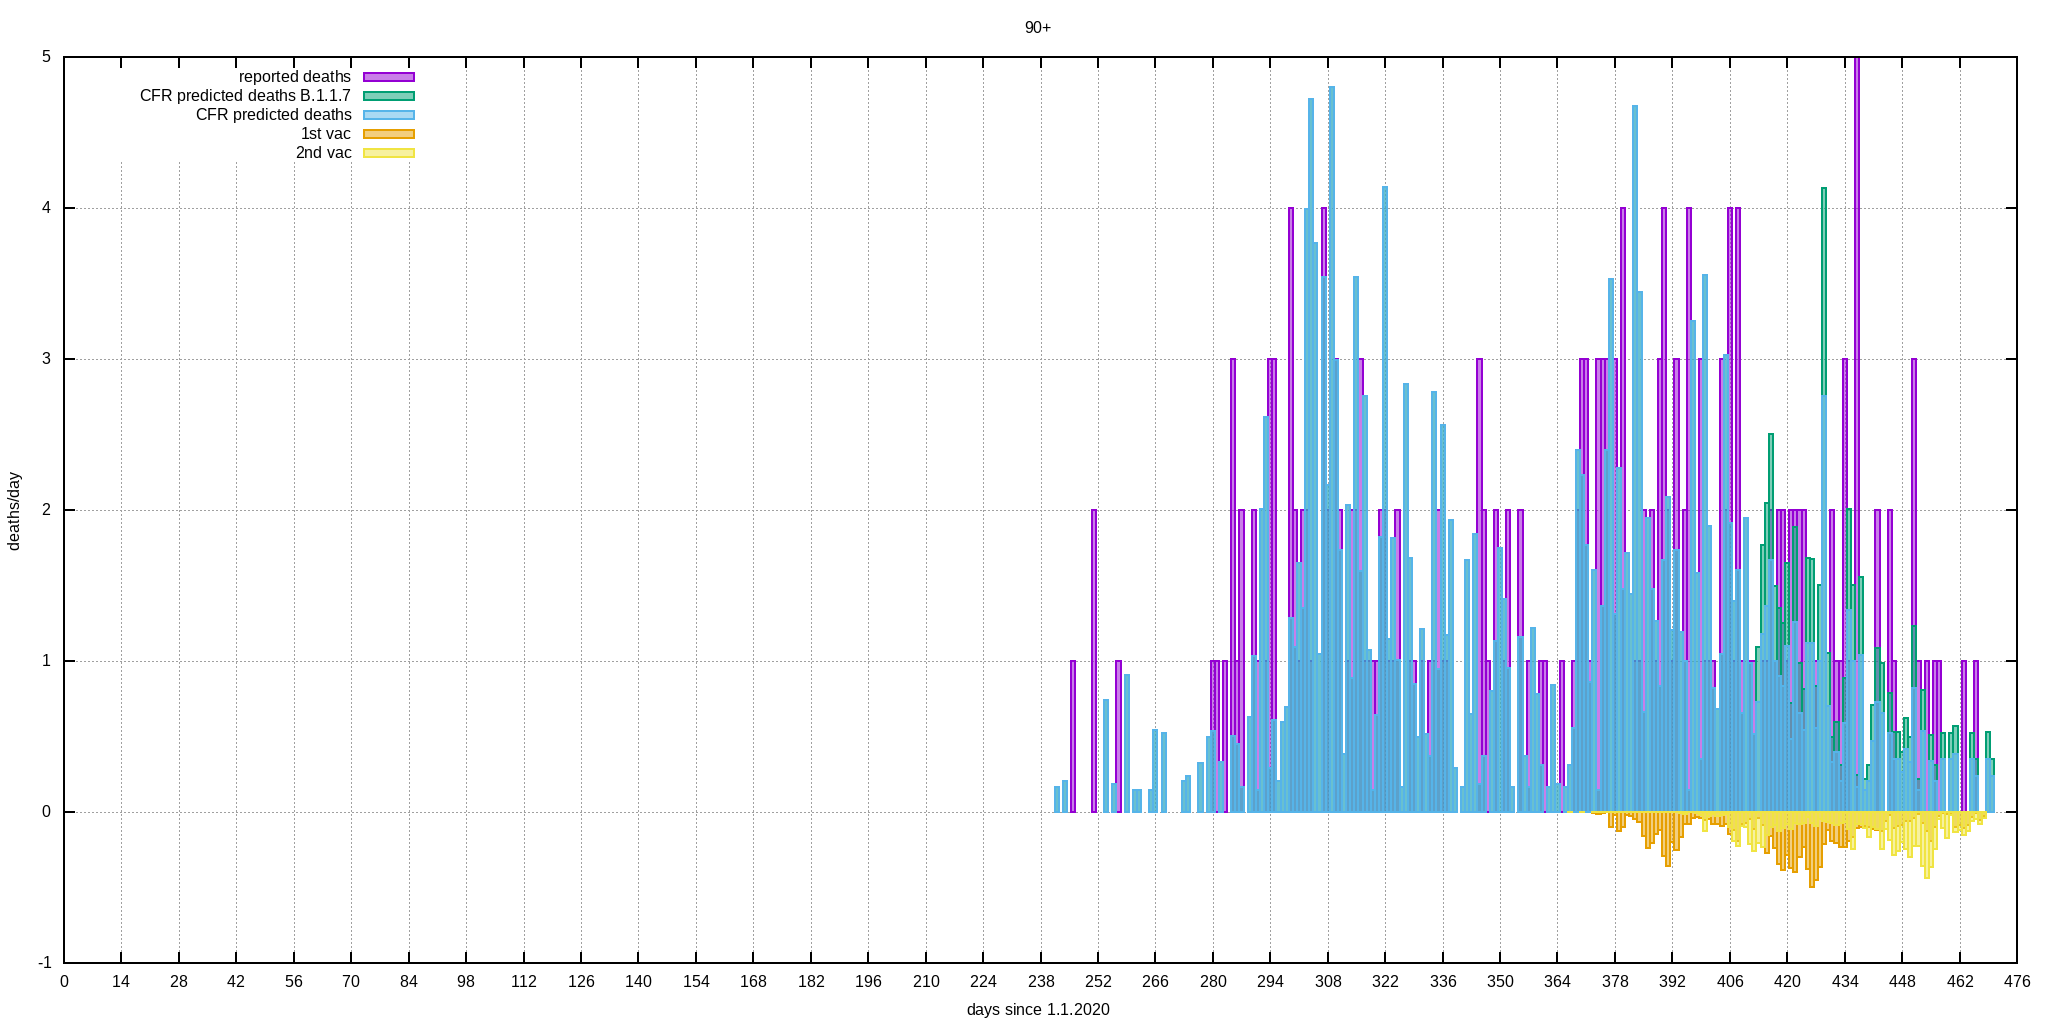 90+
reported deaths
CFR predicted deaths B.1.1.7
CFR predicted deaths
1st vac
2nd vac
5
4
3
2
1
0
-1
deaths/day
0 14 28 42 56 70 84 98 112 126 140 154 168 182 196 210 224 238 252 266 280 294 308 322 336 350 364 378 392 406 420 434 448 462 476
days since 1.1.2020